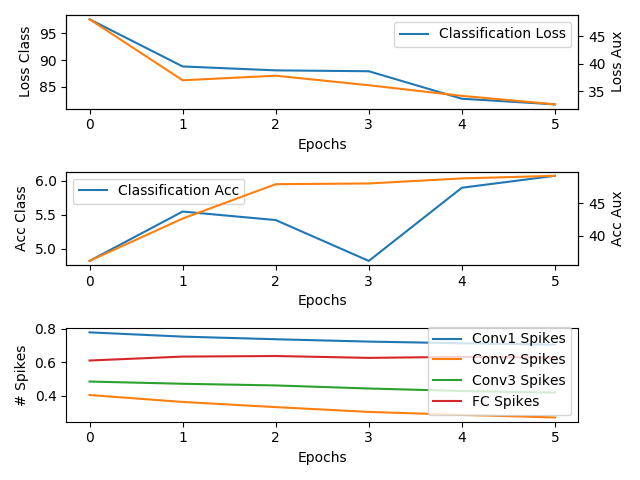 95
90
85
Loss Class
Classification Loss
45
40
35
Loss Aux
0 1 2 3 4 5
Epochs
6.0
5.5
5.0
Acc Class
Classification Acc
45
40
Acc Aux
0 1 2 3 4 5
Epochs
0.8
0.6
0.4
# Spikes
Conv1 Spikes
Conv2 Spikes
Conv3 Spikes
FC Spikes
0 1 2 3 4 5
Epochs